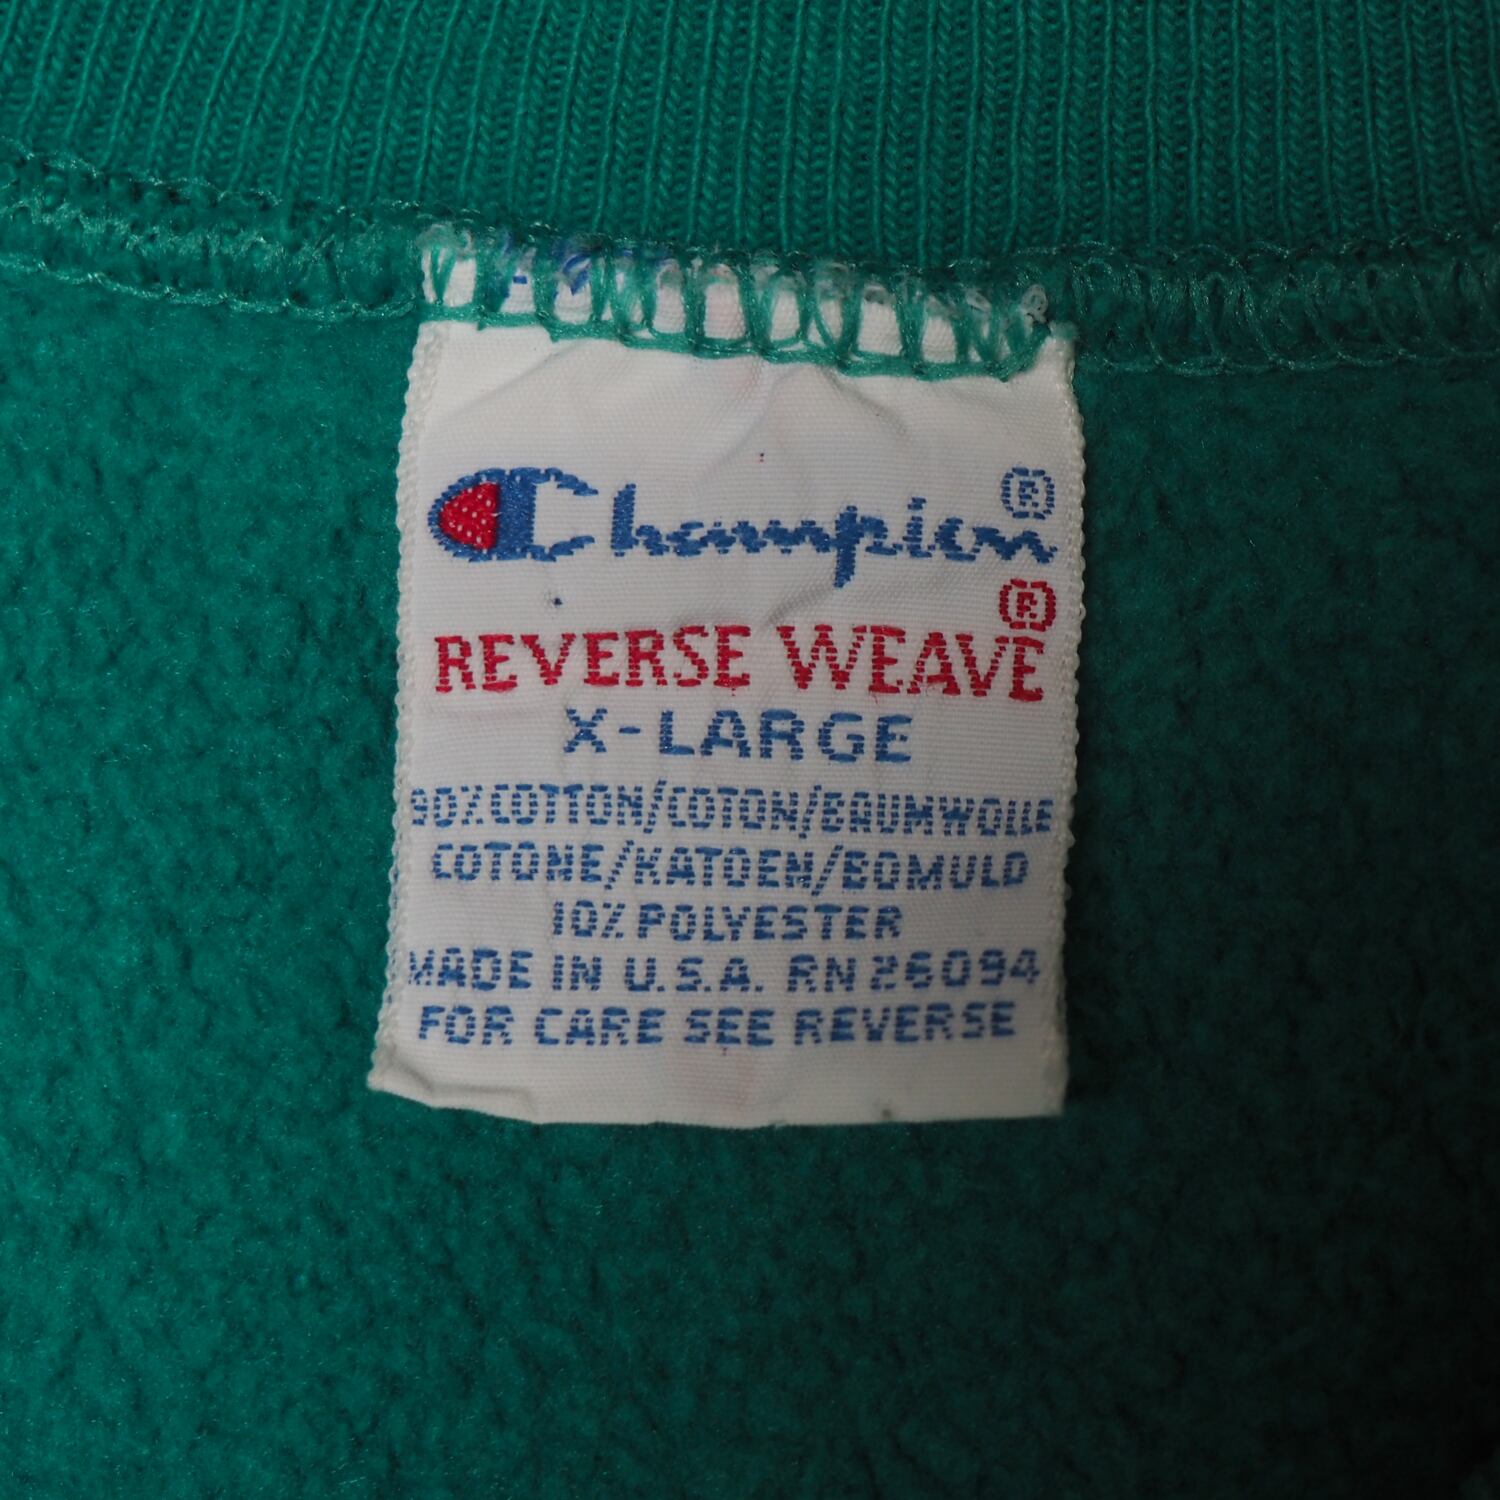 Champion®
REVERSE WEAVE®
X-LARGE
90% COTTON/COTON/BAUMWOLLE
COTONE/KATOEN/BOMULD
10% POLYESTER
MADE IN U.S.A. RN 26094
FOR CARE SEE REVERSE